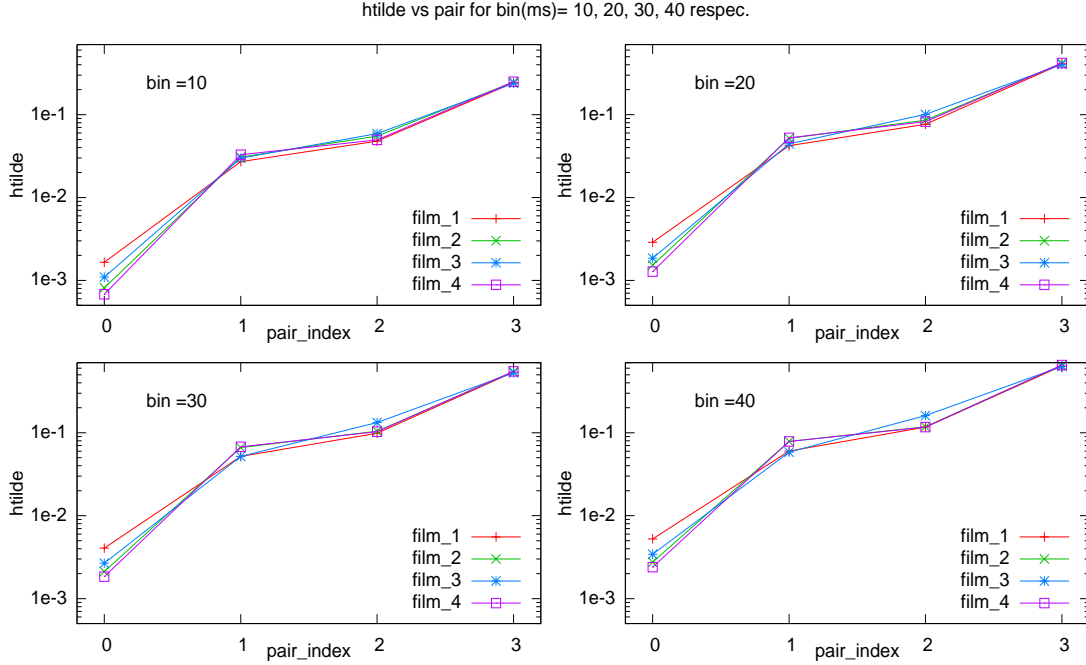 htilde vs pair for bin(ms)= 10, 20, 30, 40 respec.
bin =10
1e-1
1e-2
1e-3
htilde
film_1
film_2
film_3
film_4
0 1 2 3
pair_index
bin =20
1e-1
1e-2
1e-3
htilde
film_1
film_2
film_3
film_4
0 1 2 3
pair_index
bin =30
1e-1
1e-2
1e-3
htilde
film_1
film_2
film_3
film_4
0 1 2 3
pair_index
bin =40
1e-1
1e-2
1e-3
htilde
film_1
film_2
film_3
film_4
0 1 2 3
pair_index